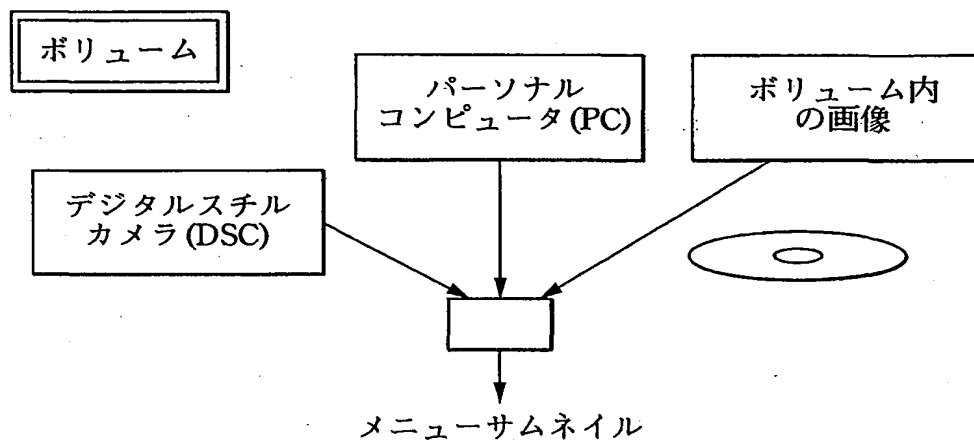 ボリューム
パーソナル
コンピュータ(PC)
ボリューム内
の画像
デジタルスチル
カメラ(DSC)
メニューサムネイル